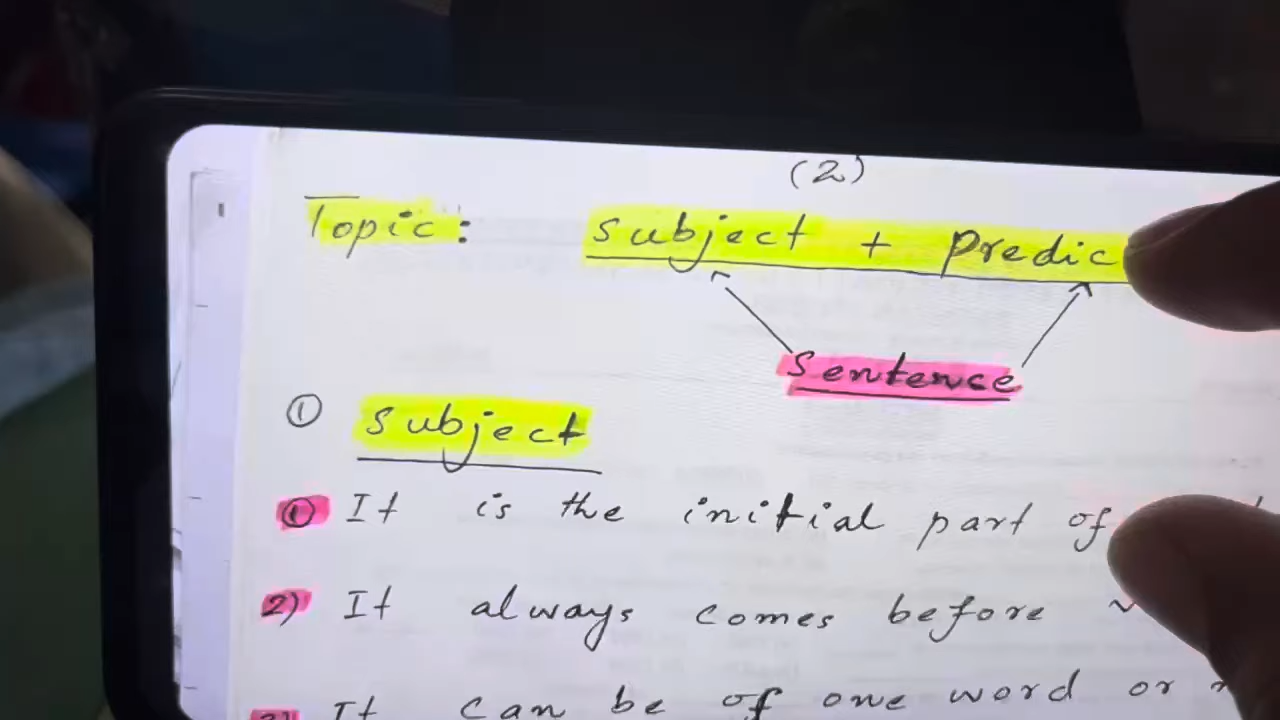 (2)
Topic: subject + Predic
Sentence
① subject
① It is the initial part of
2) It always comes before
3) It can be of one word or